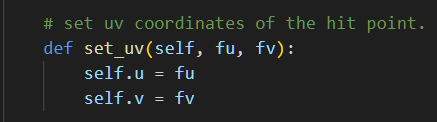 # set uv coordinates of the hit point.
def set_uv(self, fu, fv):
    self.u = fu
    self.v = fv